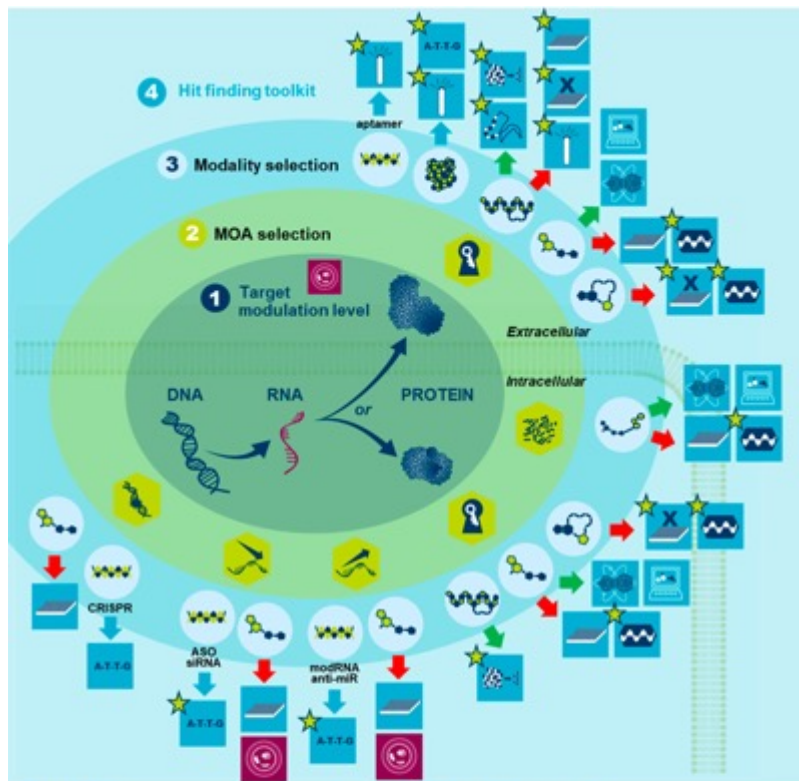 A-T-T-G
4 Hit finding toolkit
aptamer
3 Modality selection
X
2 MOA selection
1 Target
modulation level
X
Extracellular
Intracellular
DNA
RNA
PROTEIN
or
X
CRISPR
ASO
siRNA
modRNA
anti-miR
A-T-T-G
A-T-T-G
A-T-T-G